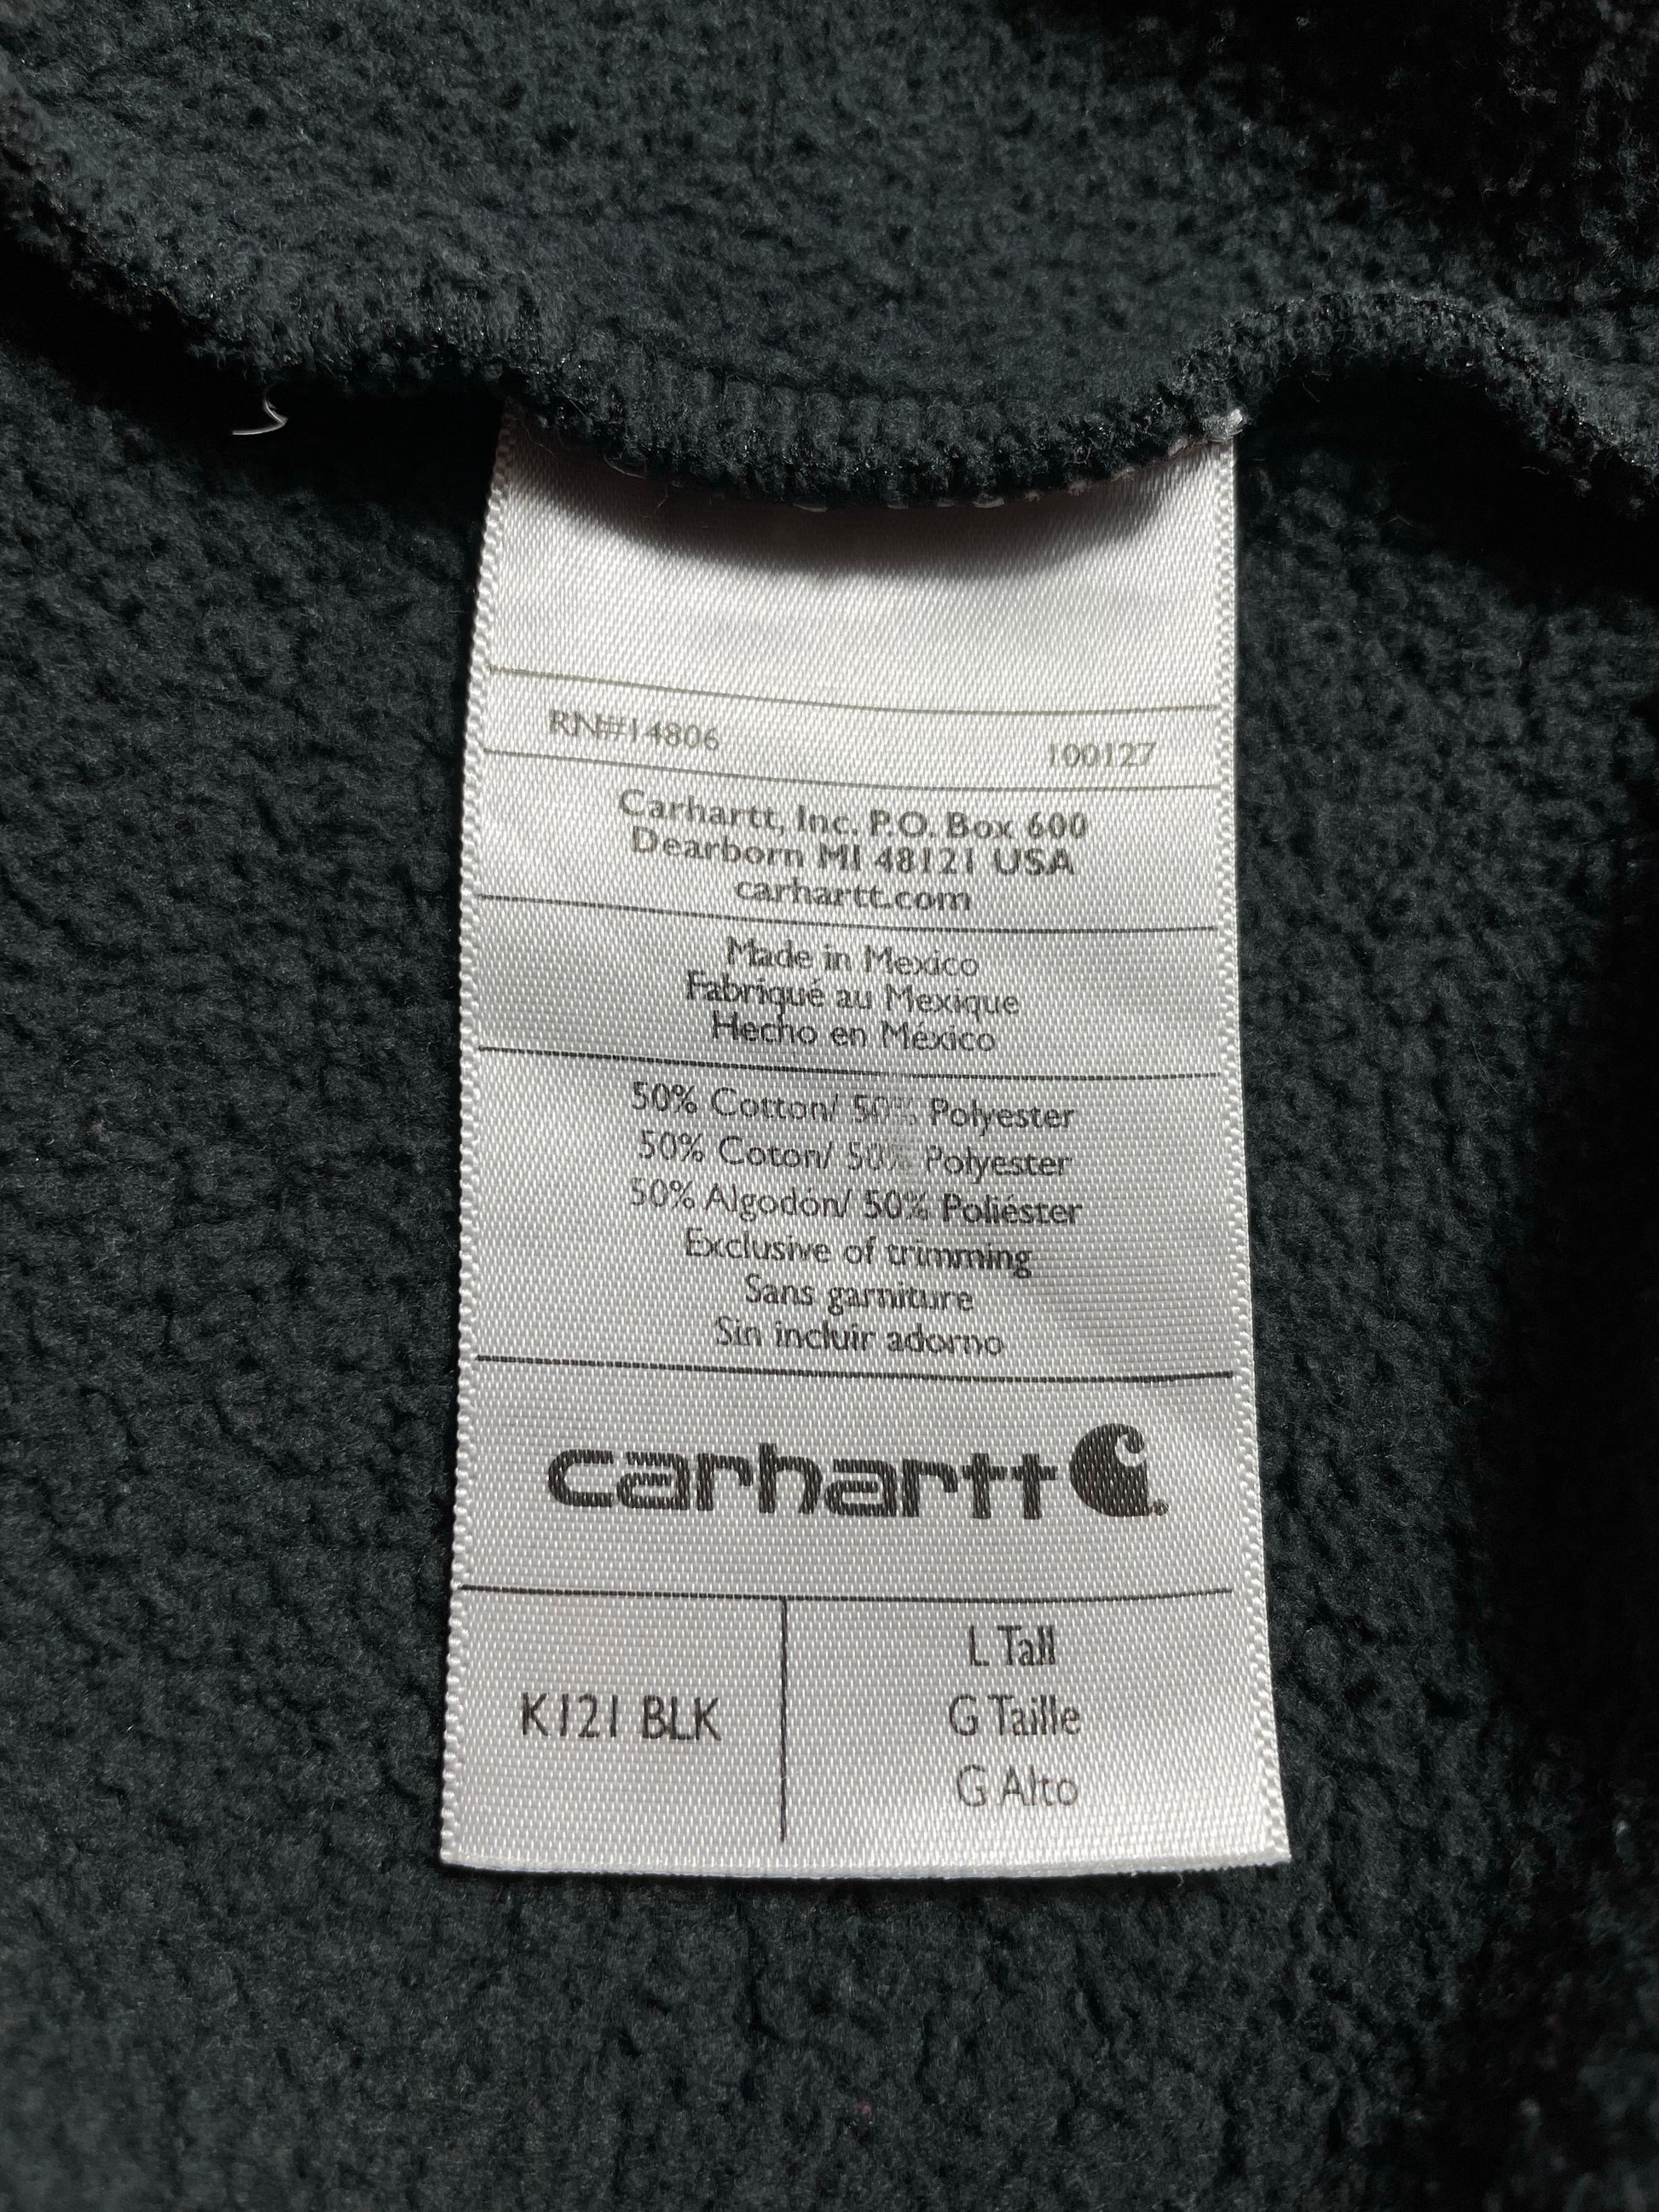 RN#14806 100127
Carhartt, Inc. P.O. Box 600
Dearborn MI 48121 USA
carhartt.com
Made in Mexico
Fabriqué au Mexique
Hecho en México
50% Cotton/ 50% Polyester
50% Coton/ 50% Polyester
50% Algodón/ 50% Poliéster
Exclusive of trimming
Sans garniture
Sin incluir adorno
carhartt
K121 BLK
L Tall
G Taille
G Alto